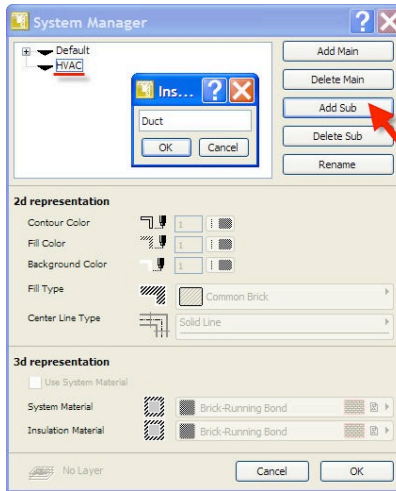 System Manager
Default
HVAC
Ins...
Duct
OK
Cancel
Add Main
Delete Main
Add Sub
Delete Sub
Rename
2d representation
Contour Color
1
Fill Color
1
Background Color
1
Fill Type
Common Brick
Center Line Type
Solid Line
3d representation
Use System Material
System Material
Brick-Running Bond
Insulation Material
Brick-Running Bond
No Layer
Cancel
OK